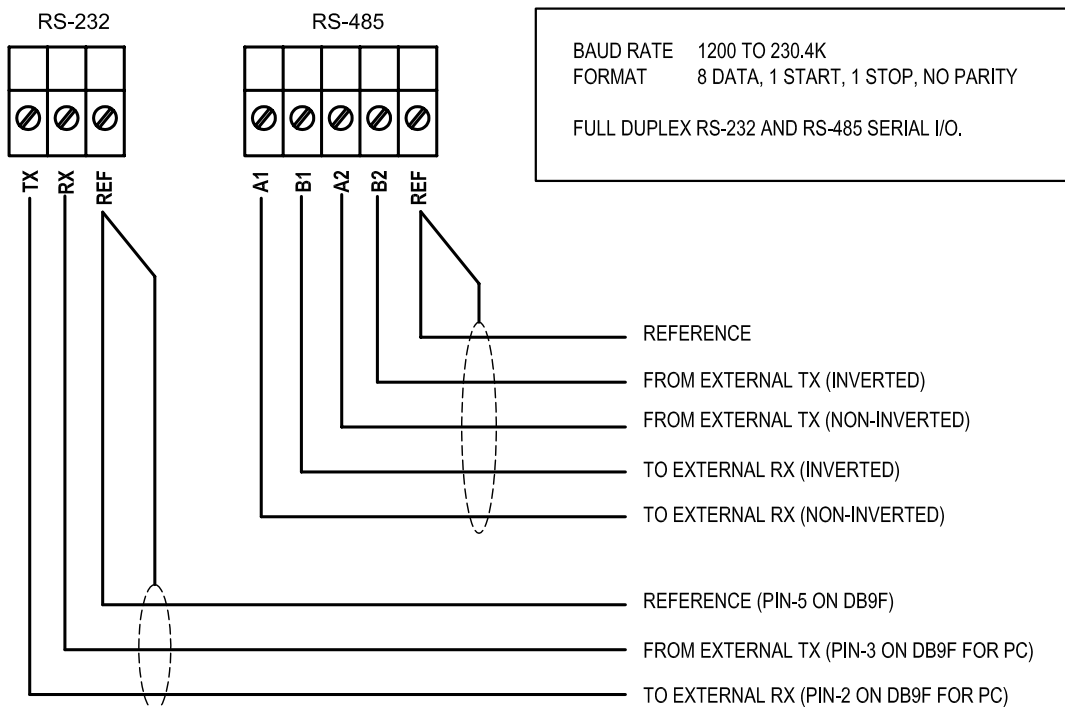 RS-232
RS-485
BAUD RATE 1200 TO 230.4K
FORMAT 8 DATA, 1 START, 1 STOP, NO PARITY
FULL DUPLEX RS-232 AND RS-485 SERIAL I/O.
TX
RX
REF
A1
B1
A2
B2
REF
REFERENCE
FROM EXTERNAL TX (INVERTED)
FROM EXTERNAL TX (NON-INVERTED)
TO EXTERNAL RX (INVERTED)
TO EXTERNAL RX (NON-INVERTED)
REFERENCE (PIN-5 ON DB9F)
FROM EXTERNAL TX (PIN-3 ON DB9F FOR PC)
TO EXTERNAL RX (PIN-2 ON DB9F FOR PC)